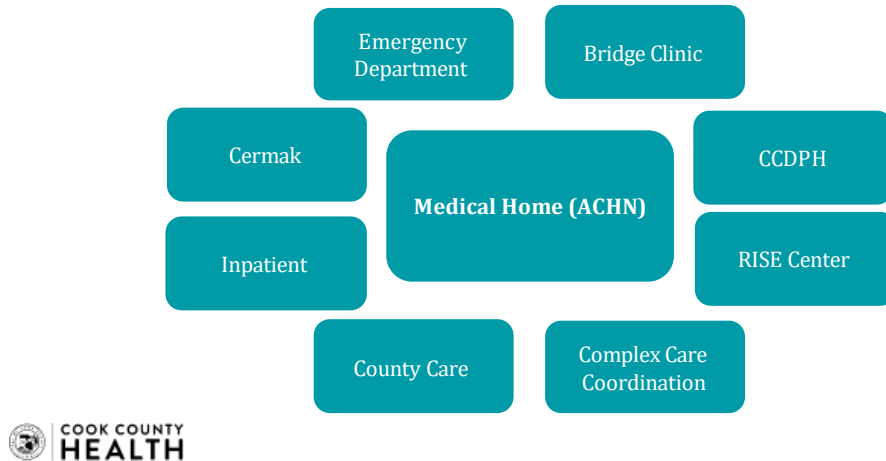 Emergency
Department
Bridge Clinic
Cermak
CCDPH
Medical Home (ACHN)
Inpatient
RISE Center
County Care
Complex Care
Coordination
COOK COUNTY
HEALTH